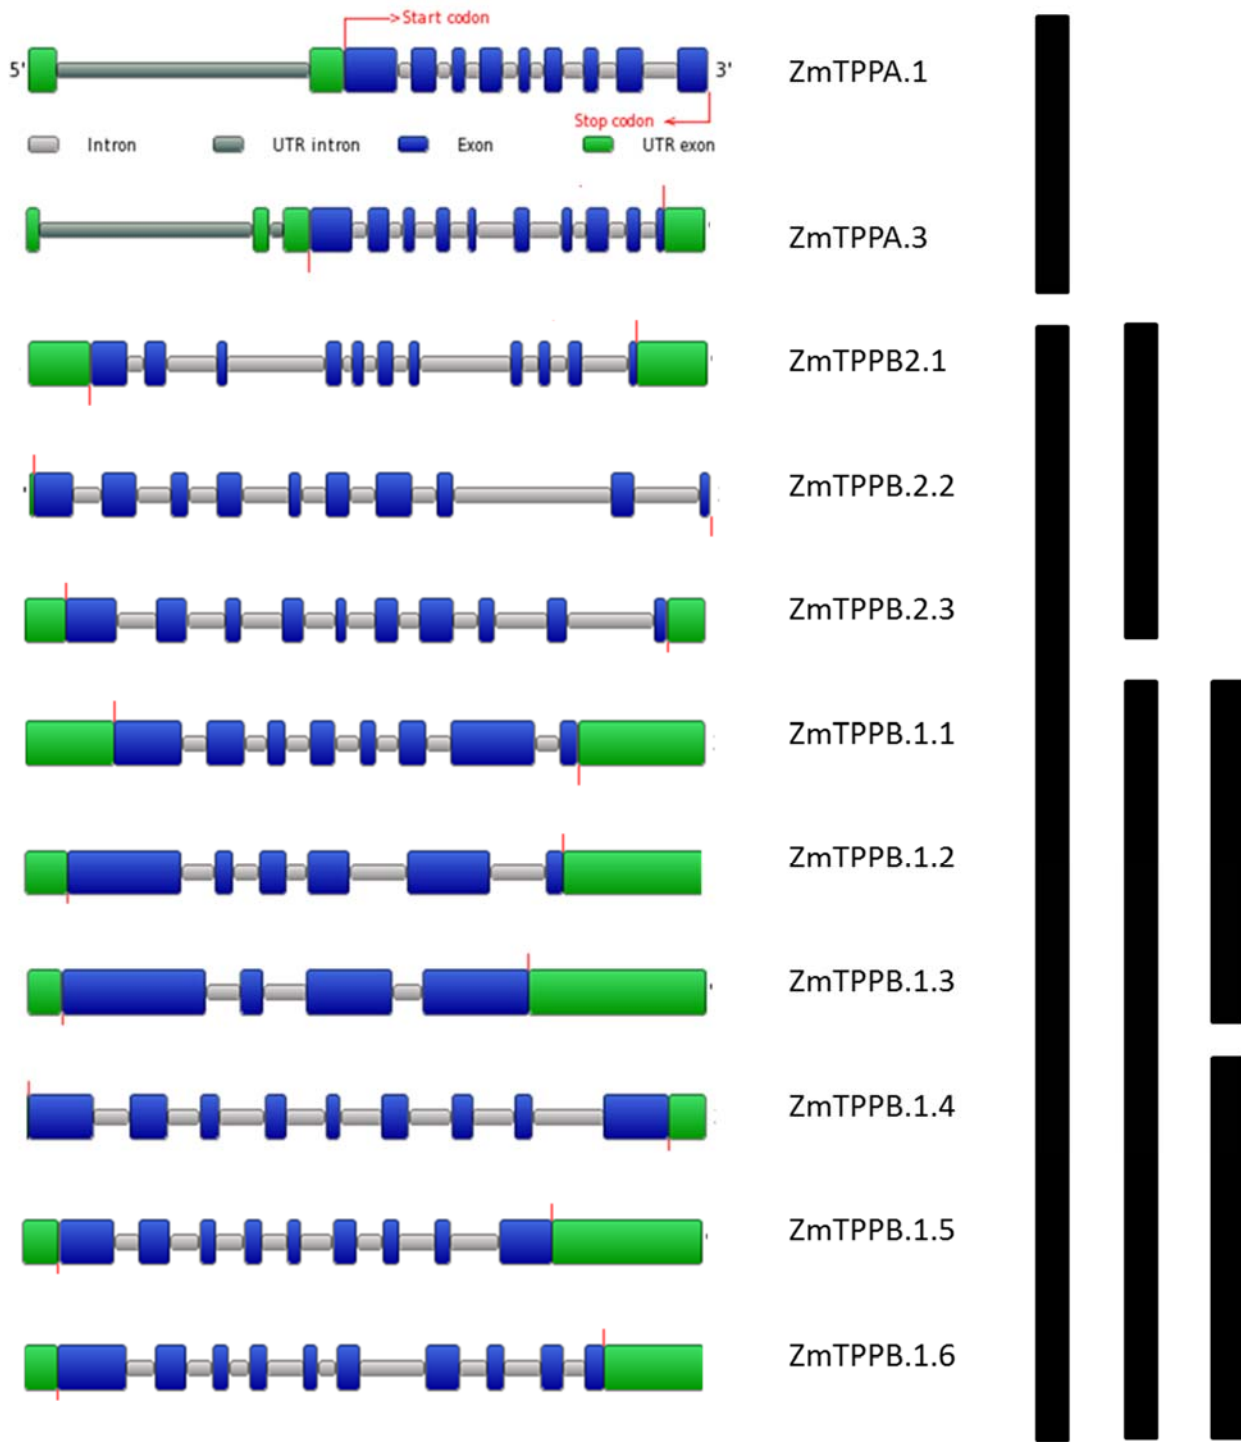 Start codon
5' 3' ZmTPPA.1
Stop codon
Intron UTR intron Exon UTR exon
ZmTPPA.3
ZmTPPB2.1
ZmTPPB.2.2
ZmTPPB.2.3
ZmTPPB.1.1
ZmTPPB.1.2
ZmTPPB.1.3
ZmTPPB.1.4
ZmTPPB.1.5
ZmTPPB.1.6